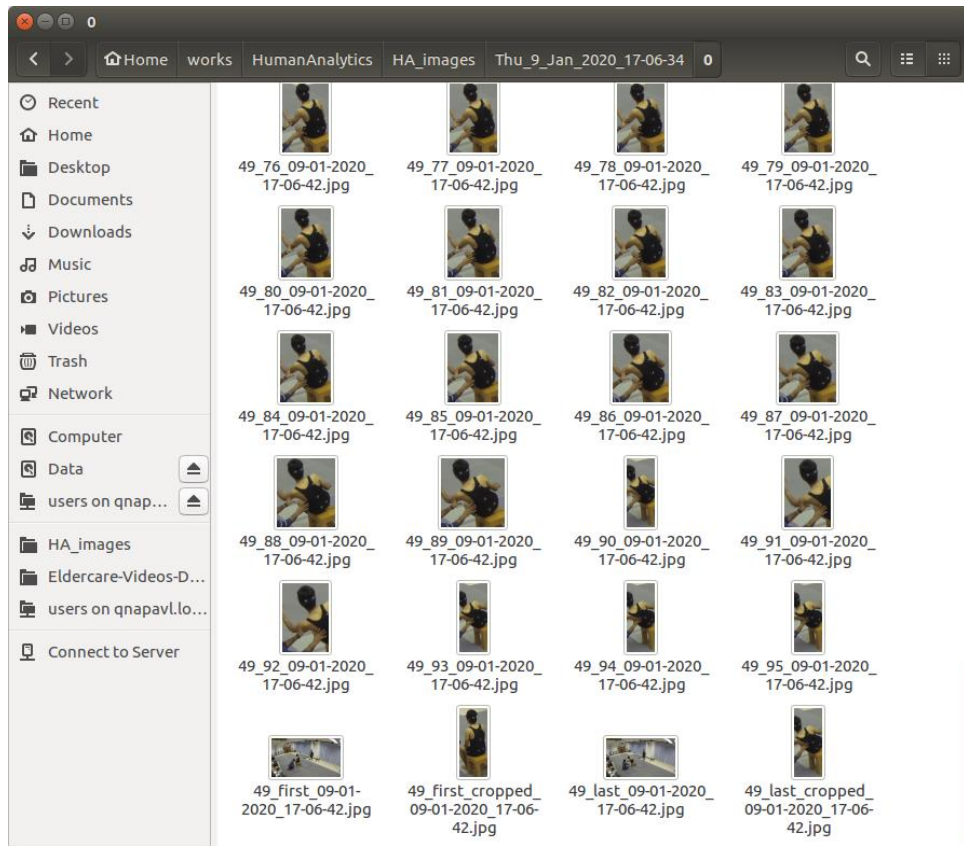 0
Home works HumanAnalytics HA_images Thu_9_Jan_2020_17-06-34 0
Recent
Home
Desktop
Documents
Downloads
Music
Pictures
Videos
Trash
Network
Computer
Data
users on qnap...
HA_images
Eldercare-Videos-D...
users on qnapavl.lo...
Connect to Server
49_76_09-01-2020_
17-06-42.jpg
49_77_09-01-2020_
17-06-42.jpg
49_78_09-01-2020_
17-06-42.jpg
49_79_09-01-2020_
17-06-42.jpg
49_80_09-01-2020_
17-06-42.jpg
49_81_09-01-2020_
17-06-42.jpg
49_82_09-01-2020_
17-06-42.jpg
49_83_09-01-2020_
17-06-42.jpg
49_84_09-01-2020_
17-06-42.jpg
49_85_09-01-2020_
17-06-42.jpg
49_86_09-01-2020_
17-06-42.jpg
49_87_09-01-2020_
17-06-42.jpg
49_88_09-01-2020_
17-06-42.jpg
49_89_09-01-2020_
17-06-42.jpg
49_90_09-01-2020_
17-06-42.jpg
49_91_09-01-2020_
17-06-42.jpg
49_92_09-01-2020_
17-06-42.jpg
49_93_09-01-2020_
17-06-42.jpg
49_94_09-01-2020_
17-06-42.jpg
49_95_09-01-2020_
17-06-42.jpg
49_first_09-01-
2020_17-06-42.jpg
49_first_cropped_
09-01-2020_17-06-
42.jpg
49_last_09-01-2020_
17-06-42.jpg
49_last_cropped_
09-01-2020_17-06-
42.jpg